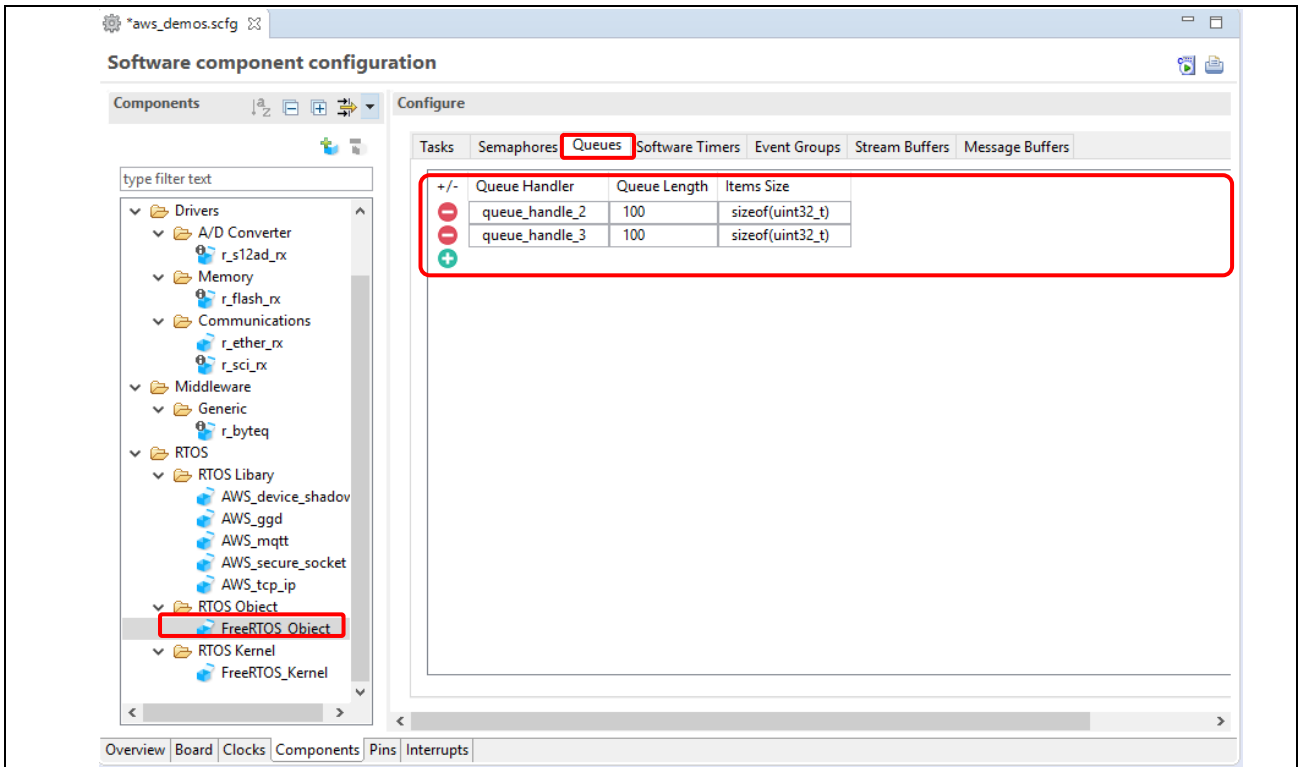 *aws_demos.scfg
Software component configuration
Components
Configure
type filter text
Drivers
A/D Converter
r_s12ad_rx
Memory
r_flash_rx
Communications
r_ether_rx
r_sci_rx
Middleware
Generic
r_byteq
RTOS
RTOS Libary
AWS_device_shadov
AWS_ggd
AWS_mqtt
AWS_secure_socket
AWS_tcp_ip
RTOS Object
FreeRTOS_Object
RTOS Kernel
FreeRTOS_Kernel
Tasks Semaphores Queues Software Timers Event Groups Stream Buffers Message Buffers
+/- Queue Handler Queue Length Items Size
queue_handle_2 100 sizeof(uint32_t)
queue_handle_3 100 sizeof(uint32_t)
Overview Board Clocks Components Pins Interrupts